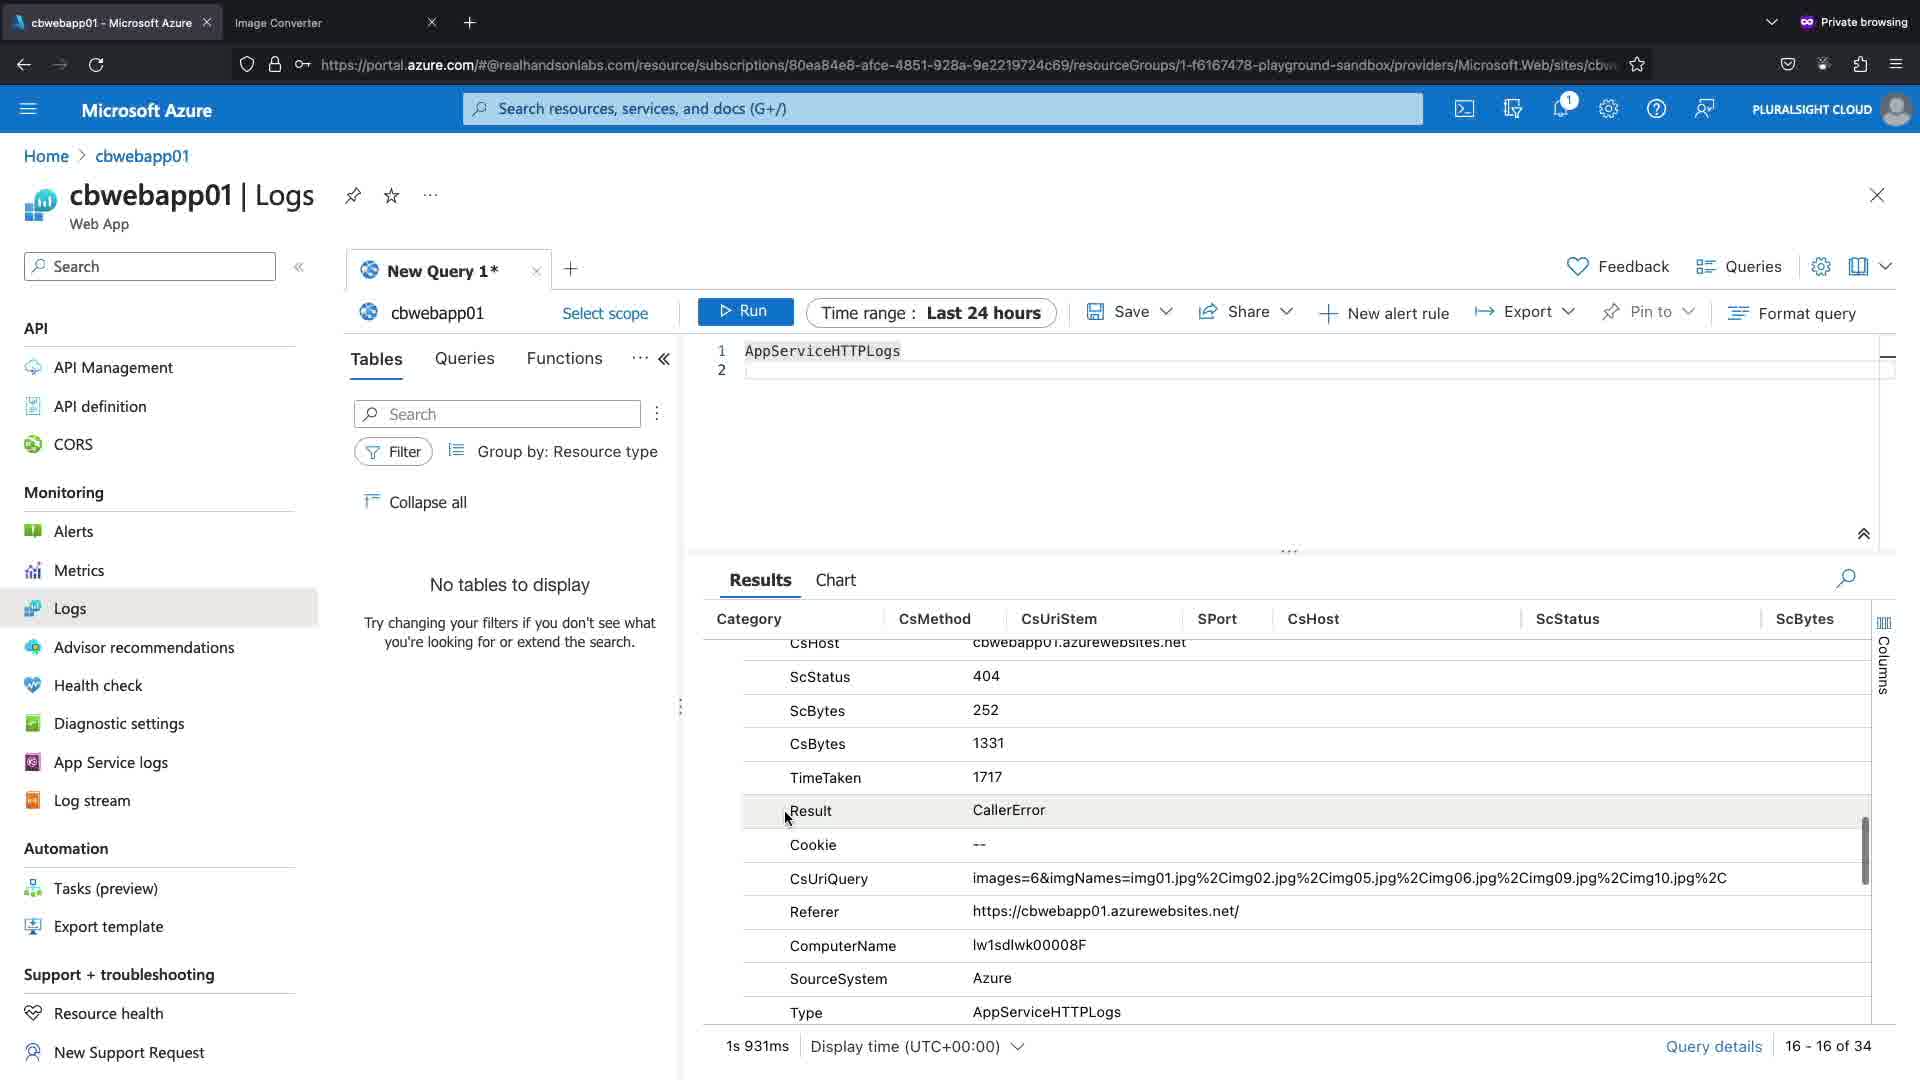 cbwebapp01 - Microsoft Azure
Image Converter
Private browsing
https://portal.azure.com/#@realhandsonlabs.com/resource/subscriptions/80ea84e8-afce-4851-928a-9e2219724c69/resourceGroups/1-f6167478-playground-sandbox/providers/Microsoft.Web/sites/cbw
Microsoft Azure
Search resources, services, and docs (G+/)
1
PLURALSIGHT CLOUD
Home > cbwebapp01
cbwebapp01 | Logs
Web App
Search
New Query 1*
Feedback
Queries
cbwebapp01
Select scope
Run
Time range : Last 24 hours
Save
Share
New alert rule
Export
Pin to
Format query
API
API Management
API definition
CORS
Monitoring
Alerts
Metrics
Logs
Advisor recommendations
Health check
Diagnostic settings
App Service logs
Log stream
Automation
Tasks (preview)
Export template
Support + troubleshooting
Resource health
New Support Request
Tables
Queries
Functions
Search
Filter
Group by: Resource type
Collapse all
No tables to display
Try changing your filters if you don't see what
you're looking for or extend the search.
1 AppServiceHTTPLogs
2
Results
Chart
Category CsMethod CsUriStem SPort CsHost ScStatus ScBytes
CsHost cbwebapp01.azurewebsites.net
ScStatus 404
ScBytes 252
CsBytes 1331
TimeTaken 1717
Result CallerError
Cookie --
CsUriQuery images=6&imgNames=img01.jpg%2Cimg02.jpg%2Cimg05.jpg%2Cimg06.jpg%2Cimg09.jpg%2Cimg10.jpg%2C
Referer https://cbwebapp01.azurewebsites.net/
ComputerName lw1sdlwk00008F
SourceSystem Azure
Type AppServiceHTTPLogs
Columns
1s 931ms
Display time (UTC+00:00)
Query details
16 - 16 of 34